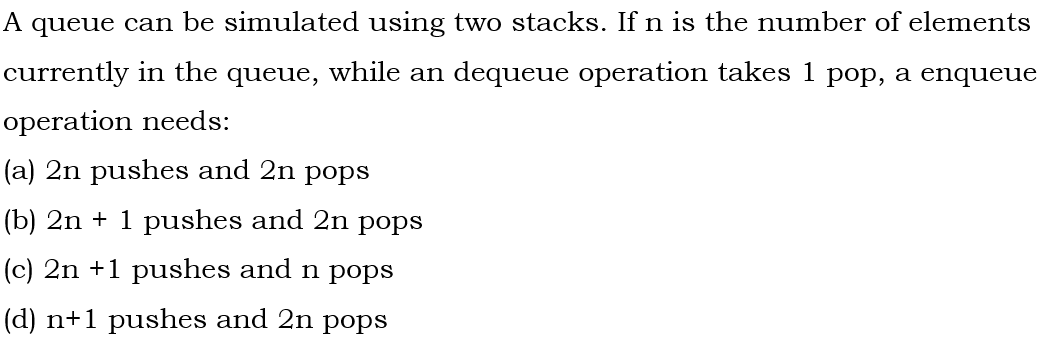 A queue can be simulated using two stacks. If n is the number of elements
currently in the queue, while an dequeue operation takes 1 pop, a enqueue
operation needs:
(a) 2n pushes and 2n pops
(b) 2n + 1 pushes and 2n pops
(c) 2n +1 pushes and n pops
(d) n+1 pushes and 2n pops